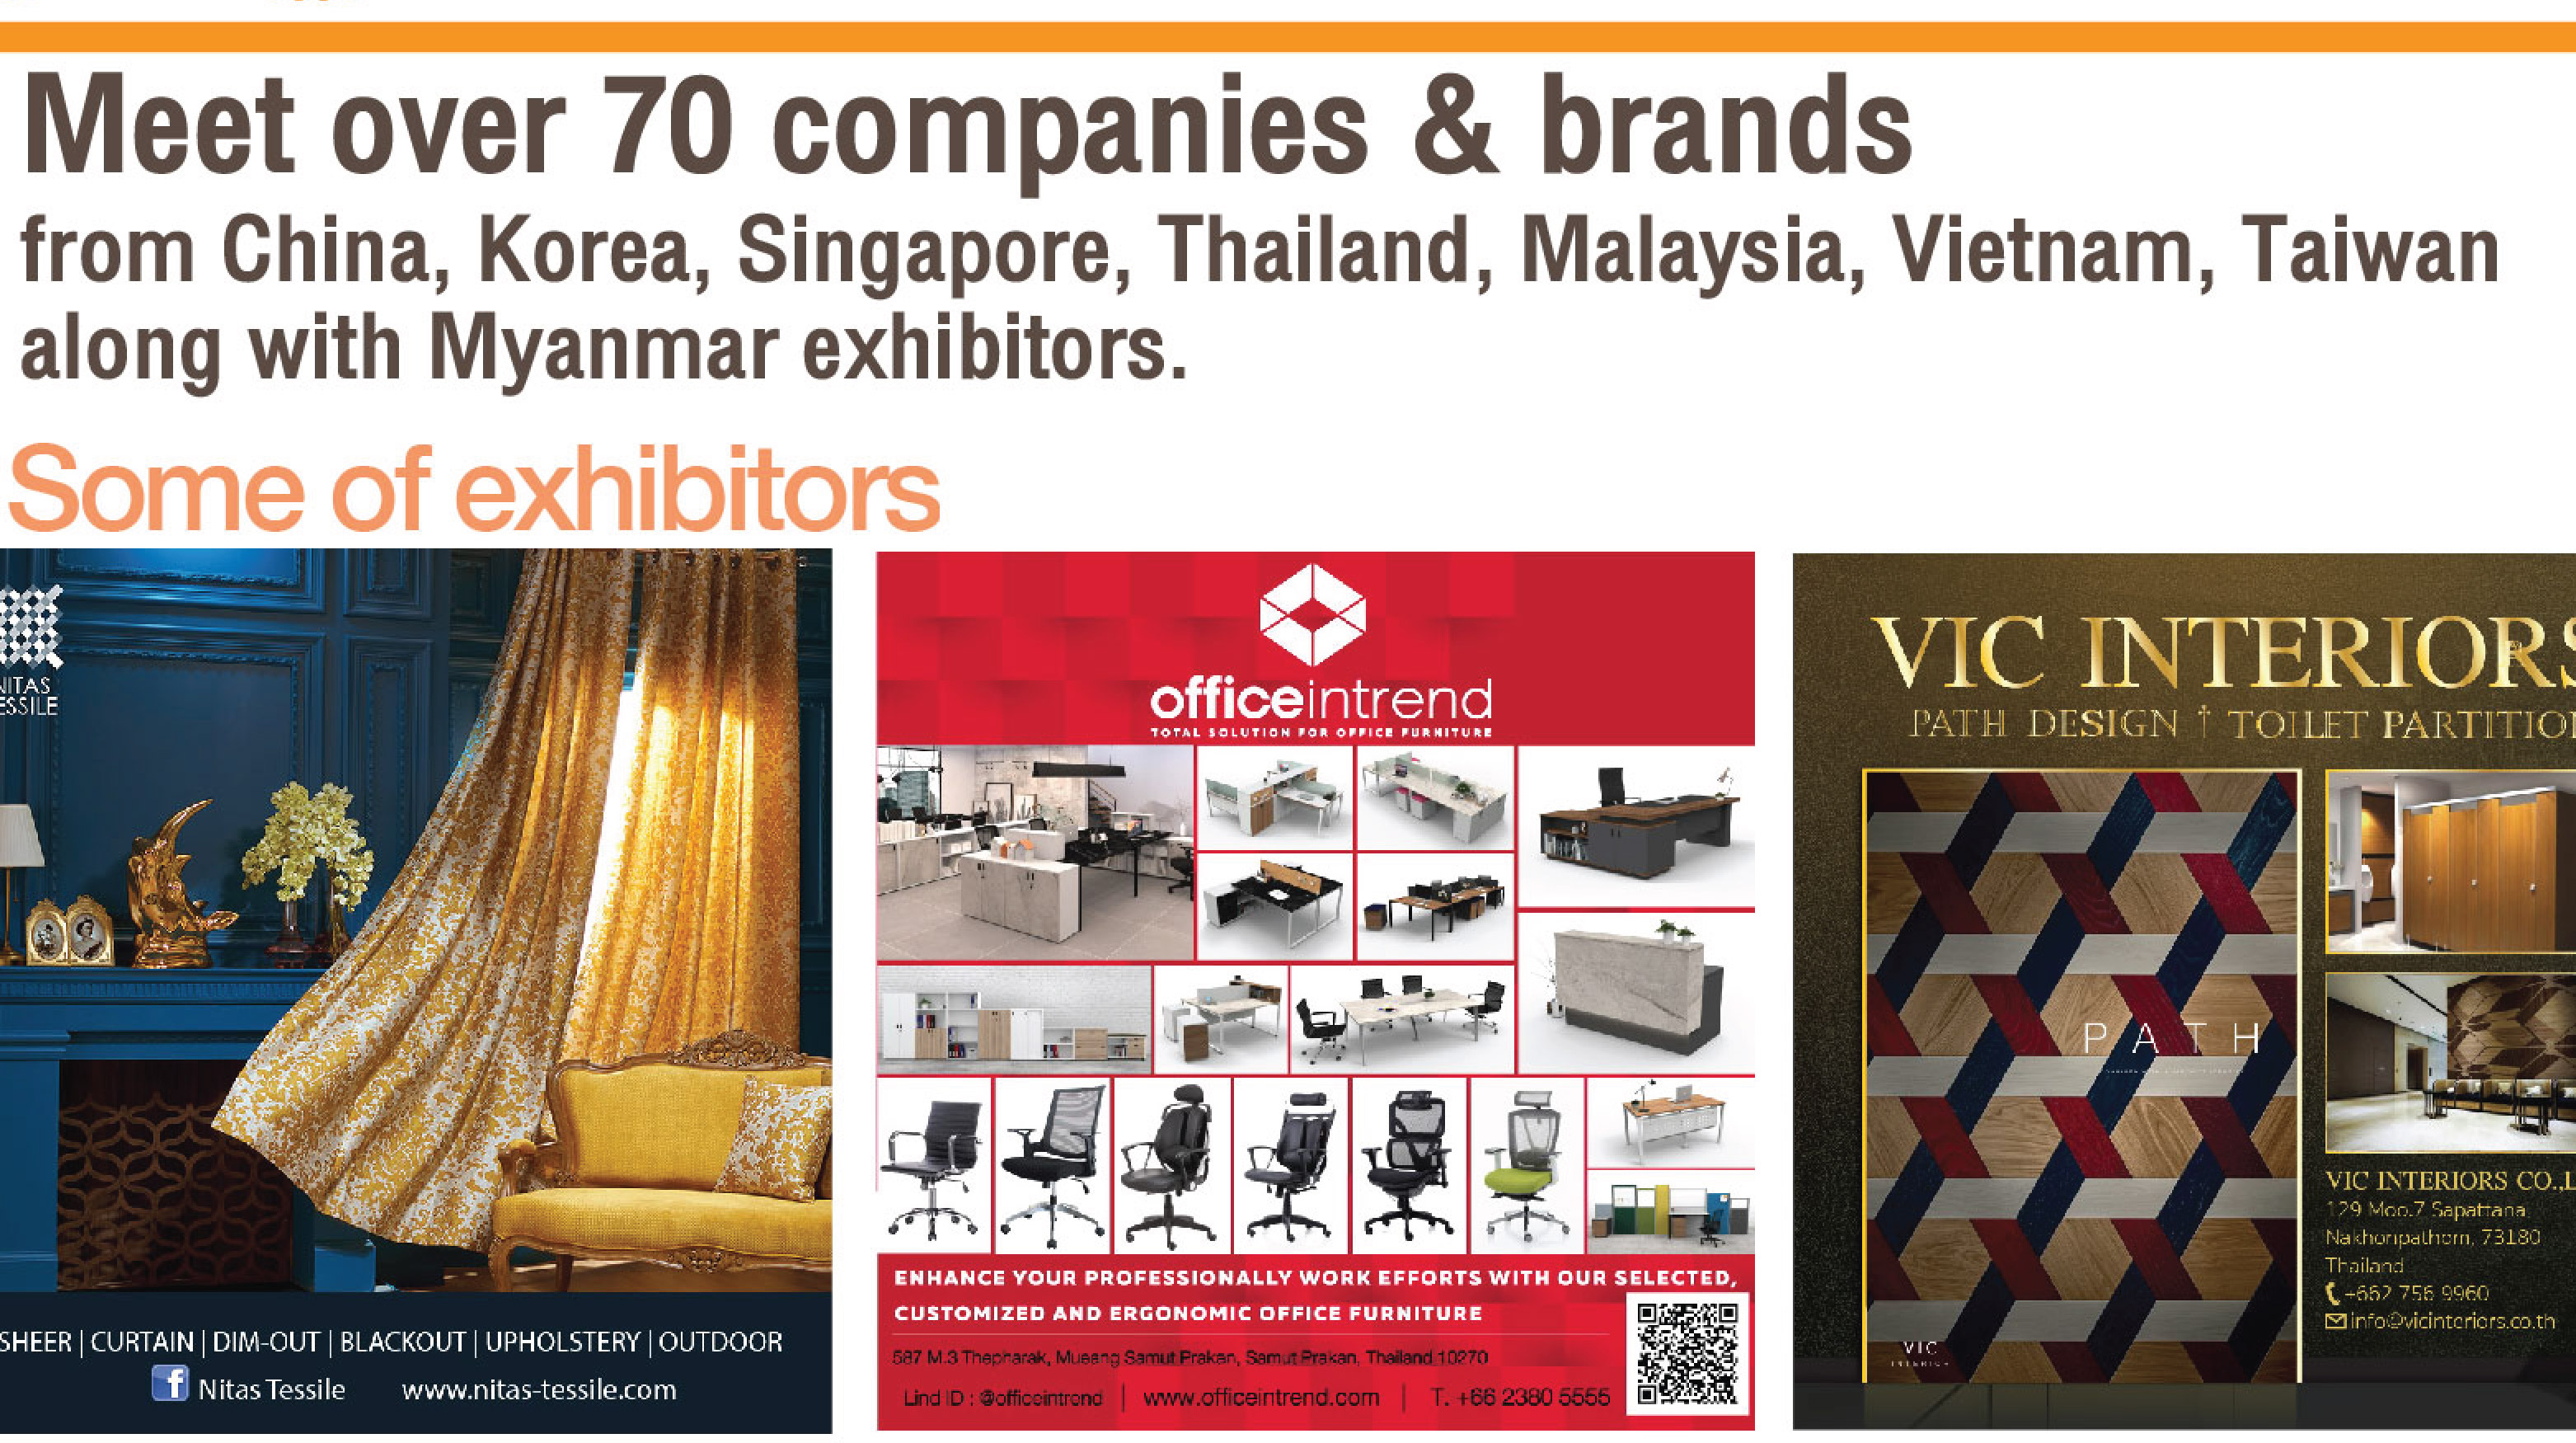 Meet over 70 companies & brands
from China, Korea, Singapore, Thailand, Malaysia, Vietnam, Taiwan
along with Myanmar exhibitors.
Some of exhibitors
NITAS
TESSILE
SHEER | CURTAIN | DIM-OUT | BLACKOUT | UPHOLSTERY | OUTDOOR
f Nitas Tessile www.nitas-tessile.com
officeintrend
TOTAL SOLUTION FOR OFFICE FURNITURE
ENHANCE YOUR PROFESSIONALLY WORK EFFORTS WITH OUR SELECTED,
CUSTOMIZED AND ERGONOMIC OFFICE FURNITURE
587 M.3 Thepharak, Mueang Samut Prakan, Samut Prakan, Thailand 10270
Lind ID : @officeintrend | www.officeintrend.com | T. +66 2380 5555
VIC INTERIORS
PATH DESIGN † TOILET PARTITIO
PATH
VIC
INTERIOR
VIC INTERIORS CO.,L
129 Moo.7 Sapattana
Nakhonpathom, 73180
Thailand
+662 756 9960
info@vicinteriors.co.th